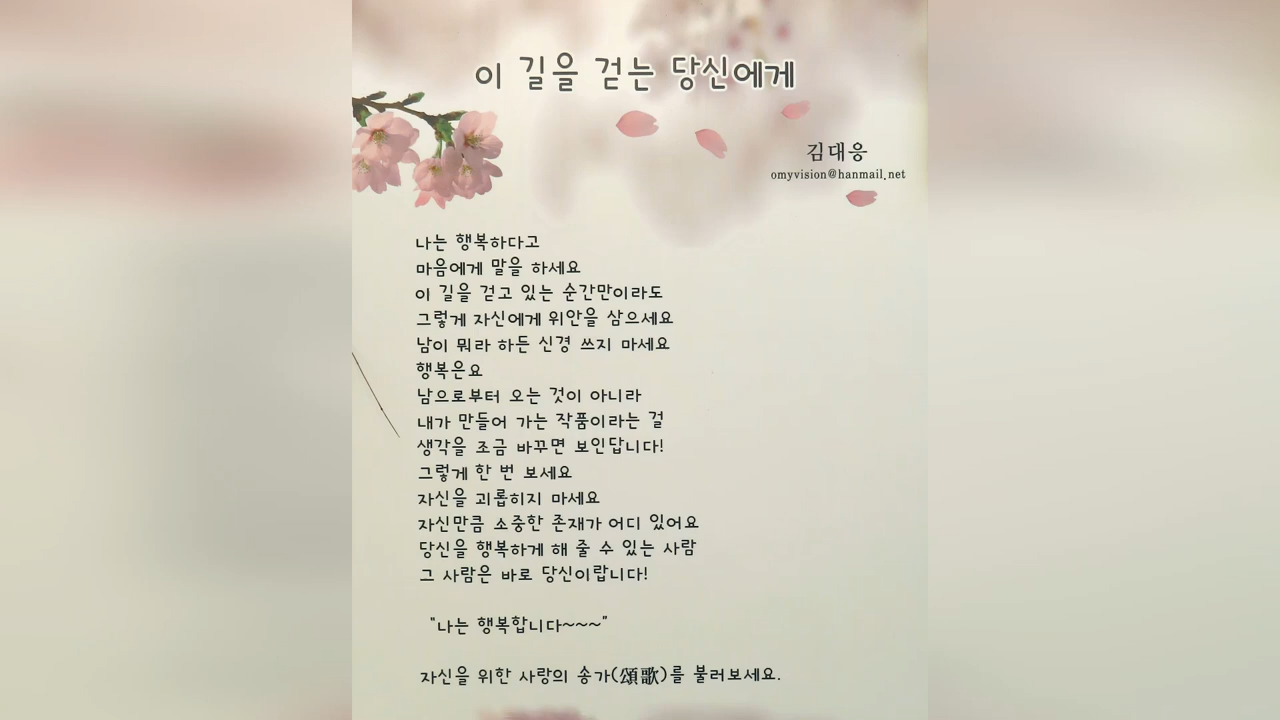 이 길을 걷는 당신에게
김대응
omyvision@hanmail.net
나는 행복하다고
마음에게 말을 하세요
이 길을 걷고 있는 순간만이라도
그렇게 자신에게 위안을 삼으세요
남이 뭐라 하든 신경 쓰지 마세요
행복은요
남으로부터 오는 것이 아니라
내가 만들어 가는 작품이라는 걸
생각을 조금 바꾸면 보인답니다!
그렇게 한 번 보세요
자신을 괴롭히지 마세요
자신만큼 소중한 존재가 어디 있어요
당신을 행복하게 해 줄 수 있는 사람
그 사람은 바로 당신이랍니다!
"나는 행복합니다~~~"
자신을 위한 사랑의 송가(頌歌)를 불러보세요.